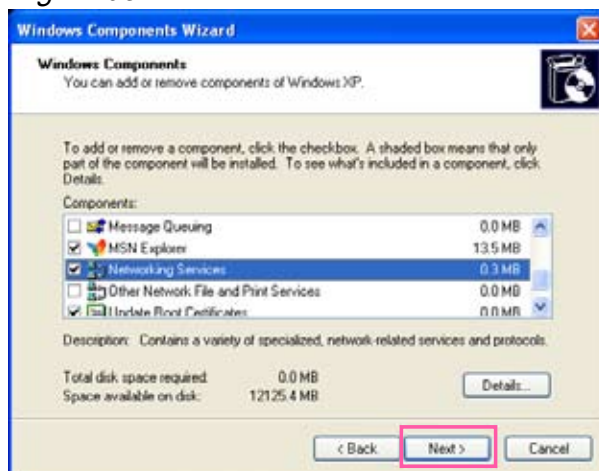 Windows Components Wizard
Windows Components
You can add or remove components of Windows XP.
To add or remove a component, click the checkbox. A shaded box means that only
part of the component will be installed. To see what's included in a component, click
Details.
Components:
Message Queuing 0.0 MB
MSN Explorer 13.5 MB
Networking Services 0.3 MB
Other Network File and Print Services 0.0 MB
Update Root Certificates 0.0 MB
Description: Contains a variety of specialized, network-related services and protocols.
Total disk space required: 0.0 MB
Space available on disk: 12125.4 MB
Details...
< Back Next > Cancel